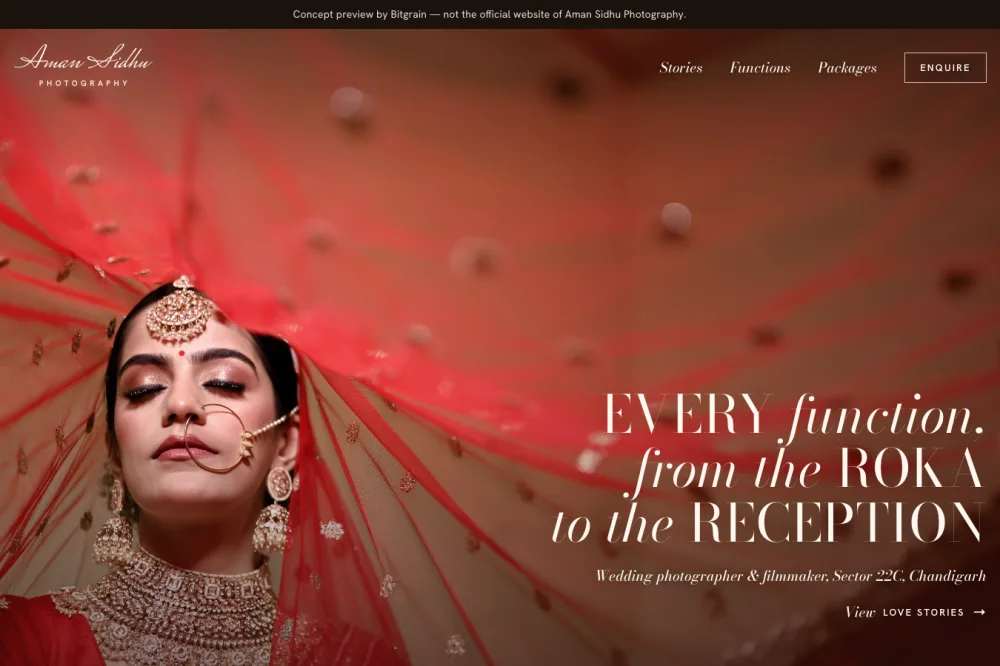 Concept preview by Bitgrain — not the official website of Aman Sidhu Photography.
Aman Sidhu
PHOTOGRAPHY
Stories
Functions
Packages
ENQUIRE
EVERY function,
from the ROKA
to the RECEPTION
Wedding photographer & filmmaker, Sector 22C, Chandigarh
View LOVE STORIES →